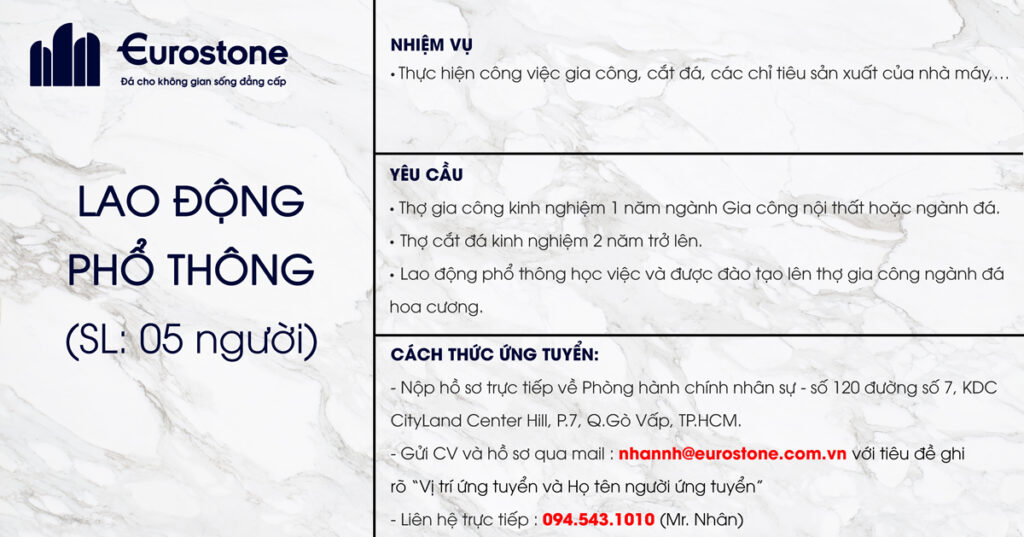 Eurostone
Đá cho không gian sống đẳng cấp
LAO ĐỘNG
PHỔ THÔNG
(SL: 05 người)
NHIỆM VỤ
• Thực hiện công việc gia công, cắt đá, các chỉ tiêu sản xuất của nhà máy,...
YÊU CẦU
• Thợ gia công kinh nghiệm 1 năm ngành Gia công nội thất hoặc ngành đá.
• Thợ cắt đá kinh nghiệm 2 năm trở lên.
• Lao động phổ thông học việc và được đào tạo lên thợ gia công ngành đá
hoa cương.
CÁCH THỨC ỨNG TUYỂN:
- Nộp hồ sơ trực tiếp về Phòng hành chính nhân sự - số 120 đường số 7, KDC
CityLand Center Hill, P.7, Q.Gò Vấp, TP.HCM.
- Gửi CV và hồ sơ qua mail : nhannh@eurostone.com.vn với tiêu đề ghi
rõ “Vị trí ứng tuyển và Họ tên người ứng tuyển”
- Liên hệ trực tiếp : 094.543.1010 (Mr. Nhân)